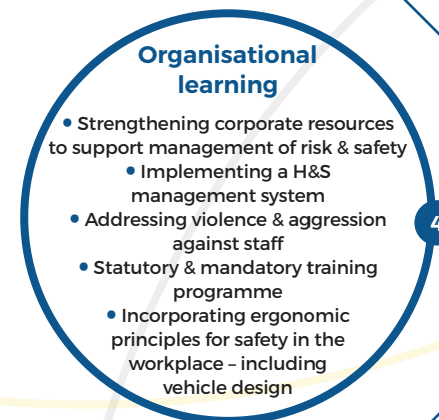 Organisational
learning
• Strengthening corporate resources
to support management of risk & safety
• Implementing a H&S
management system
• Addressing violence & aggression
against staff
4
• Statutory & mandatory training
programme
• Incorporating ergonomic
principles for safety in the
workplace – including
vehicle design